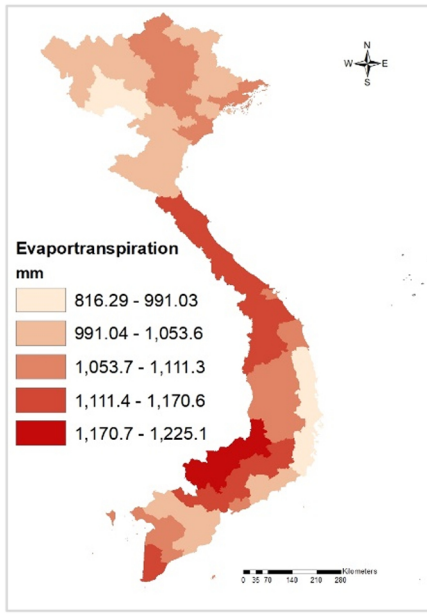 N
W E
S
Evaportranspiration
mm
816.29 - 991.03
991.04 - 1,053.6
1,053.7 - 1,111.3
1,111.4 - 1,170.6
1,170.7 - 1,225.1
Kilometers
0 35 70 140 210 280